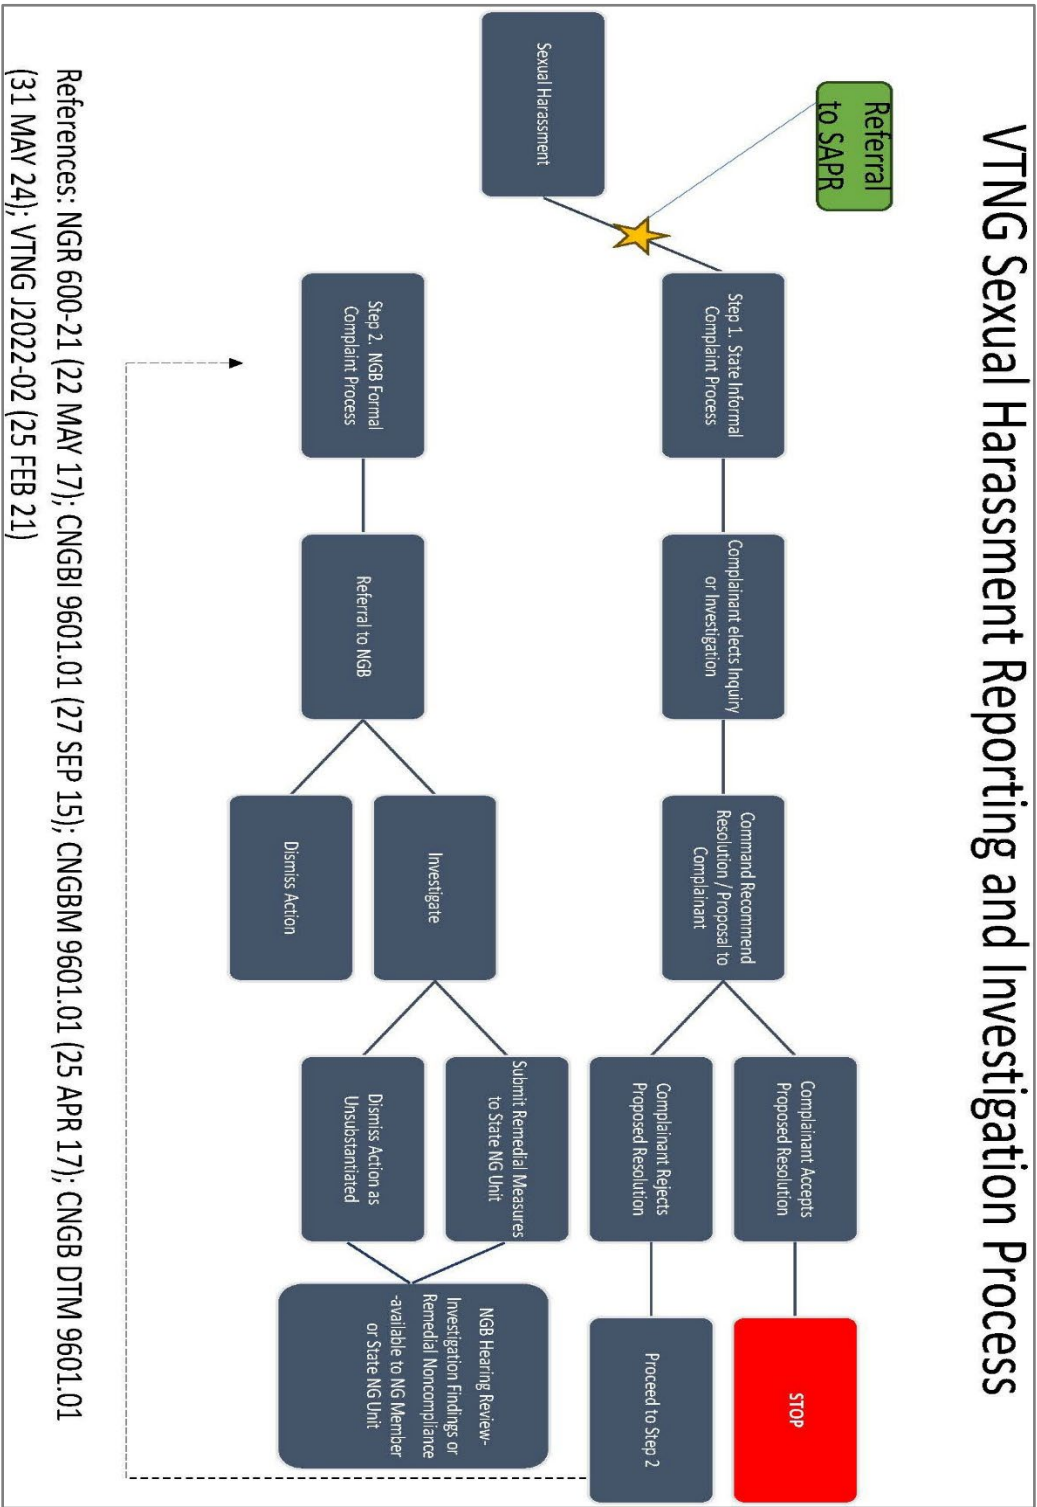 VTNG Sexual Harassment Reporting and Investigation Process
Referral
to SAPR
Sexual Harassment
Step 1.  State Informal
Complaint Process
Complainant elects Inquiry
or Investigation
Command Recommend
Resolution / Proposal to
Complainant
Complainant Accepts
Proposed Resolution
STOP
Complainant Rejects
Proposed Resolution
Proceed to Step 2
Step 2.  NGB Formal
Complaint Process
Referral to NGB
Investigate
Dismiss Action
Submit Remedial Measures
to State NG Unit
Dismiss Action as
Unsubstantiated
NGB Hearing Review-
Investigation Findings or
Remedial Noncompliance
-available to NG Member
or State NG Unit
References: NGR 600-21 (22 MAY 17); CNGBI 9601.01 (27 SEP 15); CNGBM 9601.01 (25 APR 17); CNGB DTM 9601.01
(31 MAY 24); VTNG J2022-02 (25 FEB 21)